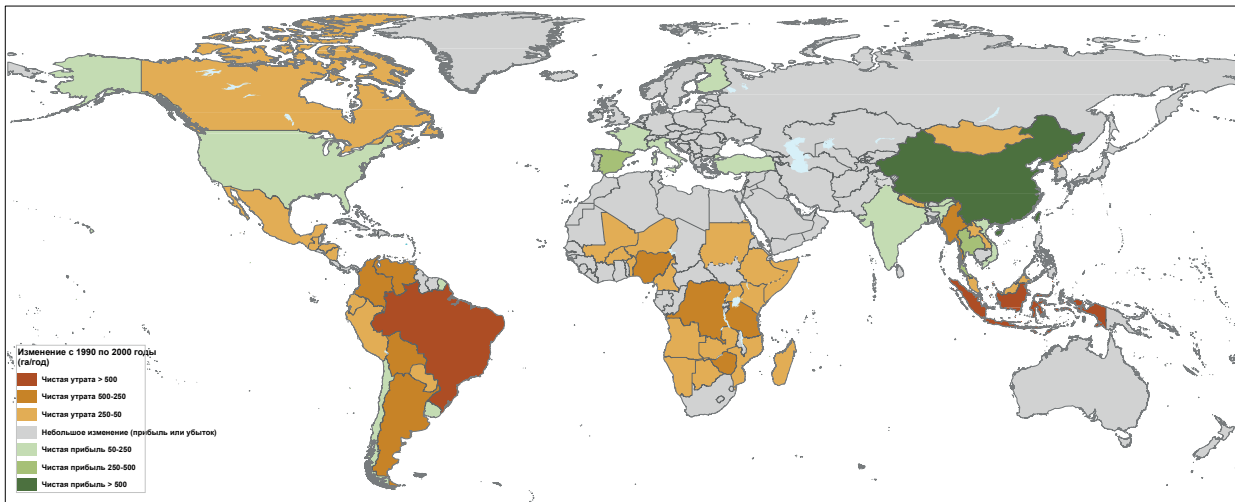 Изменение с 1990 по 2000 годы
(га/год)
Чистая утрата > 500
Чистая утрата 500-250
Чистая утрата 250-50
Небольшое изменение (прибыль или убыток)
Чистая прибыль 50-250
Чистая прибыль 250-500
Чистая прибыль > 500